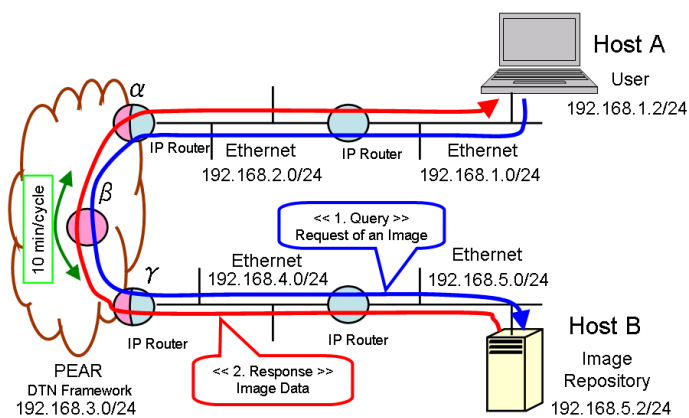 Host A
User
192.168.1.2/24
α
IP Router
Ethernet
192.168.2.0/24
IP Router
Ethernet
192.168.1.0/24
β
10 min/cycle
<< 1. Query >>
Request of an Image
γ
Ethernet
192.168.4.0/24
Ethernet
192.168.5.0/24
IP Router
IP Router
<< 2. Response >>
Image Data
Host B
Image
Repository
192.168.5.2/24
PEAR
DTN Framework
192.168.3.0/24